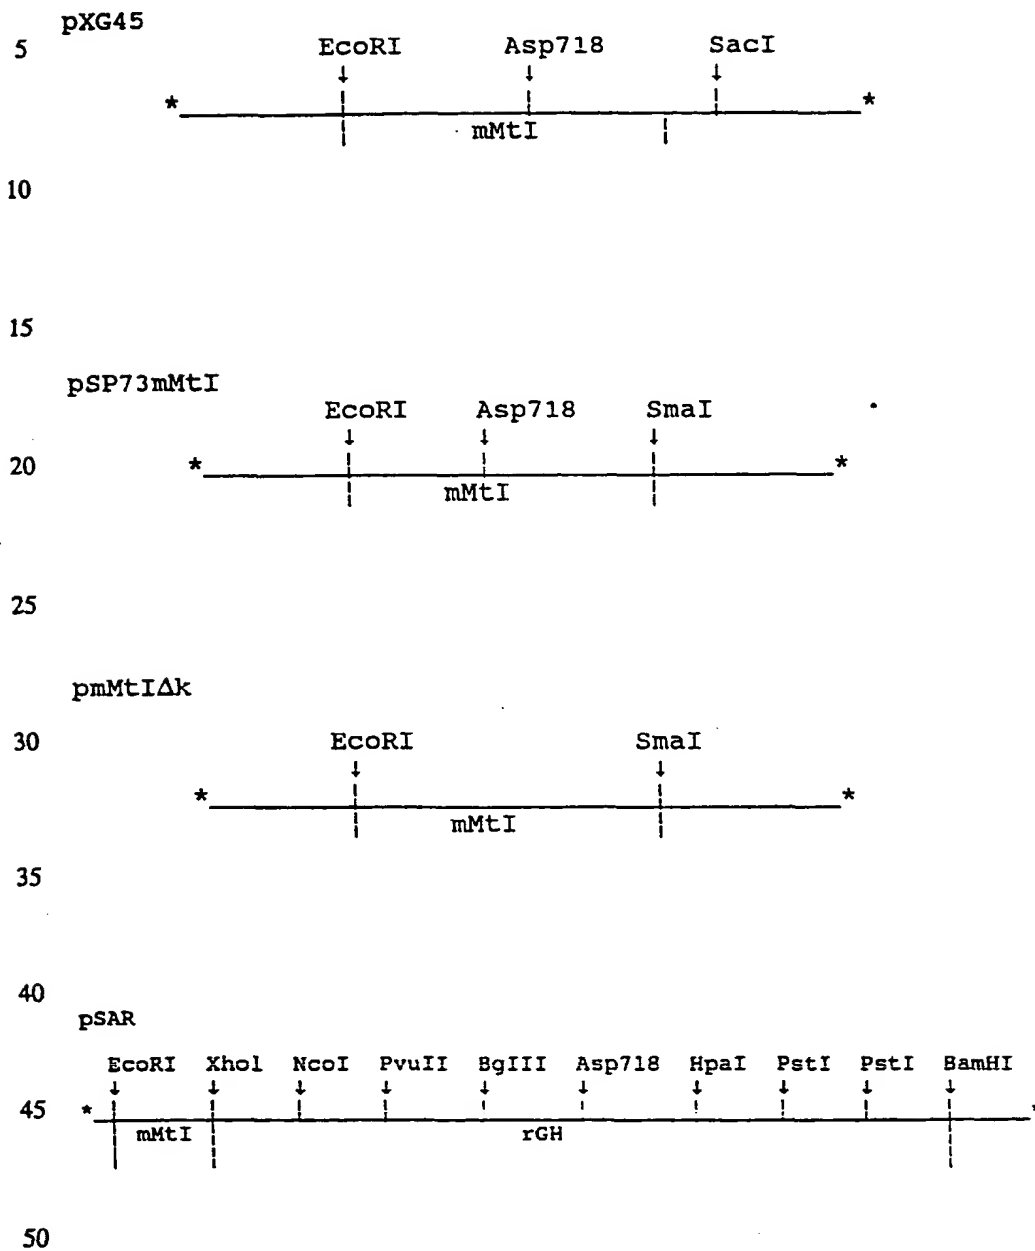 pXG45
5 EcoRI Asp718 SacI
* *
mMtI
10
15
pSP73mMtI
EcoRI Asp718 SmaI
20 * *
mMtI
25
pmMtIΔk
30 EcoRI SmaI
* *
mMtI
35
40
pSAR
EcoRI Xhol NcoI PvuII BgIII Asp718 HpaI PstI PstI BamHI
45 * *
mMtI rGH
50